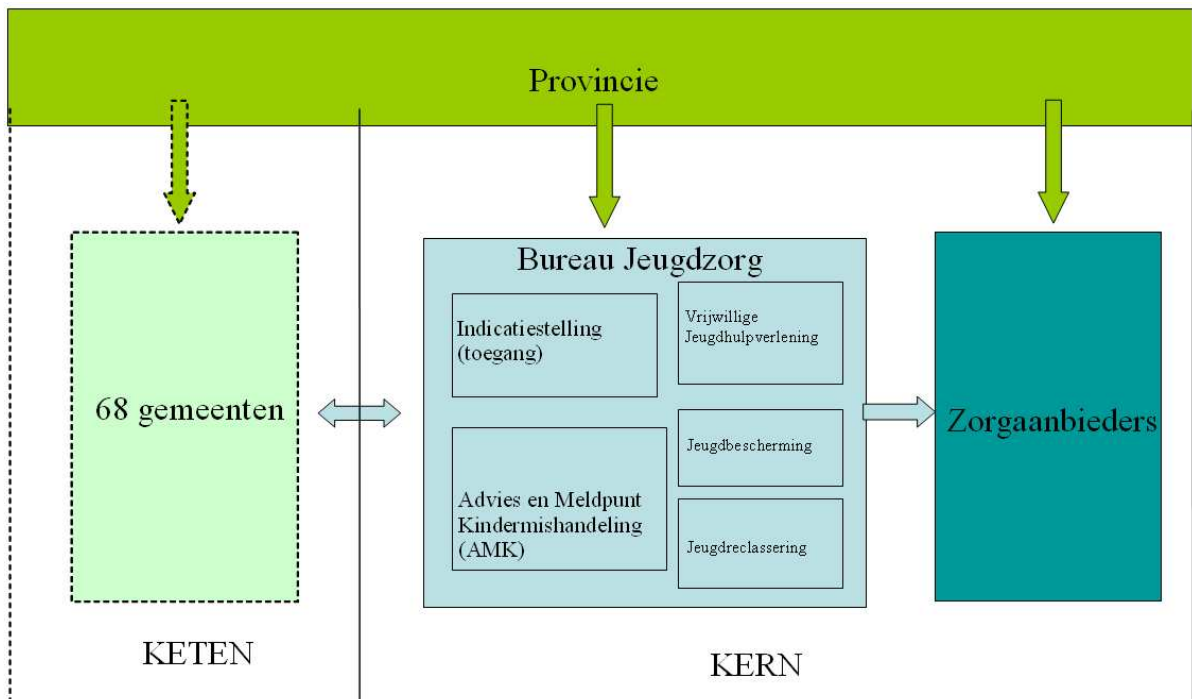 Provincie
68 gemeenten
Bureau Jeugdzorg
Indicatiestelling
(toegang)
Vrijwillige
Jeugdhulpverlening
Advies en Meldpunt
Kindermishandeling
(AMK)
Jeugdbescherming
Jeugdreclassering
Zorgaanbieders
KETEN
KERN